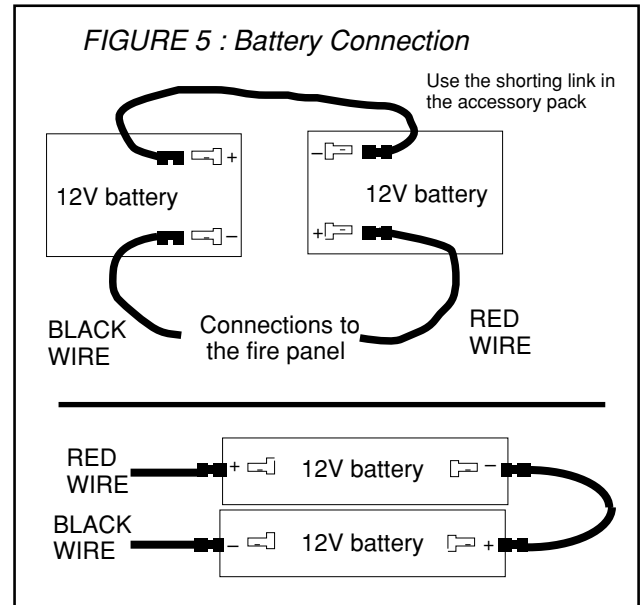 FIGURE 5 : Battery Connection
Use the shorting link in
the accessory pack
+
–
12V battery
12V battery
–
+
BLACK
WIRE
Connections to
the fire panel
RED
WIRE
RED
WIRE
+
12V battery
–
BLACK
WIRE
–
12V battery
+